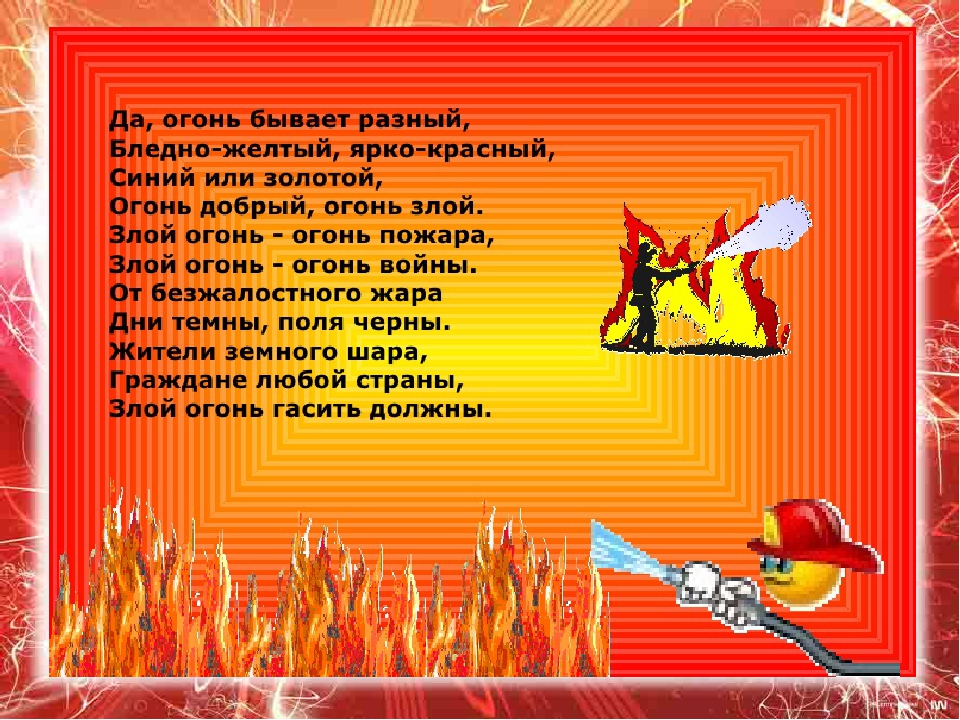 Да, огонь бывает разный,
Бледно-желтый, ярко-красный,
Синий или золотой,
Огонь добрый, огонь злой.
Злой огонь - огонь пожара,
Злой огонь - огонь войны.
От безжалостного жара
Дни темны, поля черны.
Жители земного шара,
Граждане любой страны,
Злой огонь гасить должны.